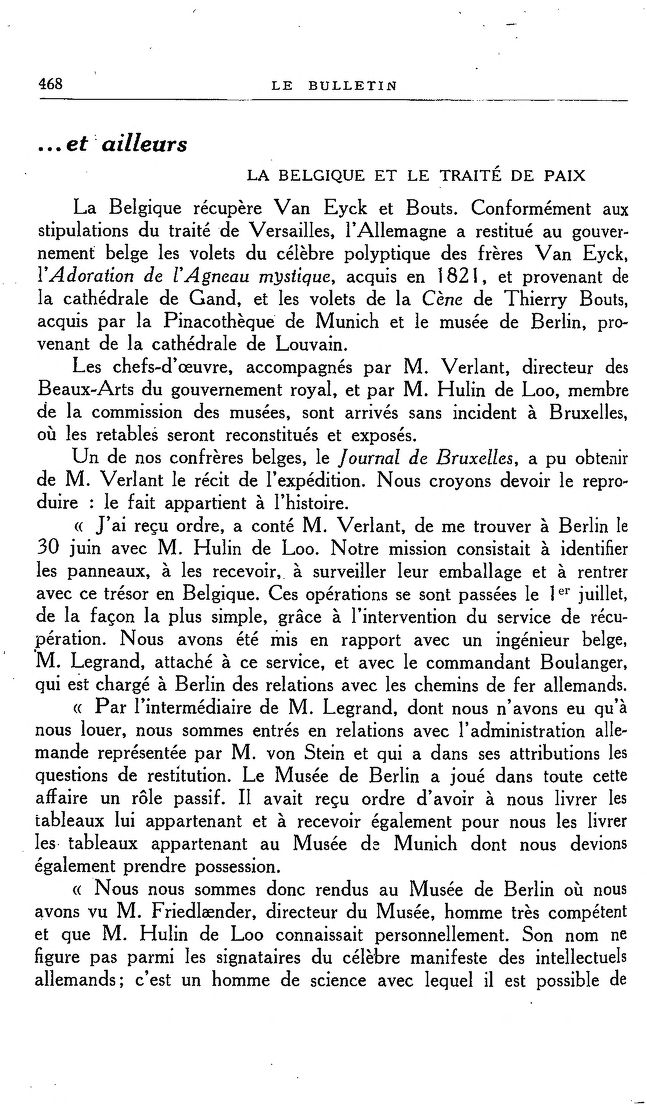 468 LE BULLETIN
...et ailleurs
LA BELGIQUE ET LE TRAITÉ DE PAIX
La Belgique récupère Van Eyck et Bouts. Conformément aux
stipulations du traité de Versailles, l'Allemagne a restitué au gouver-
nement belge les volets du célèbre polyptique des frères Van Eyck,
l'Adoration de l'Agneau mystique, acquis en 1821, et provenant de
la cathédrale de Gand, et les volets de la Cène de Thierry Bouts,
acquis par la Pinacothèque de Munich et le musée de Berlin, pro-
venant de la cathédrale de Louvain.
Les chefs-d'œuvre, accompagnés par M. Verlant, directeur des
Beaux-Arts du gouvernement royal, et par M. Hulin de Loo, membre
de la commission des musées, sont arrivés sans incident à Bruxelles,
où les retables seront reconstitués et exposés.
Un de nos confrères belges, le Journal de Bruxelles, a pu obtenir
de M. Verlant le récit de l'expédition. Nous croyons devoir le repro-
duire : le fait appartient à l'histoire.
« J'ai reçu ordre, a conté M. Verlant, de me trouver à Berlin le
30 juin avec M. Hulin de Loo. Notre mission consistait à identifier
les panneaux, à les recevoir, à surveiller leur emballage et à rentrer
avec ce trésor en Belgique. Ces opérations se sont passées le 1er juillet,
de la façon la plus simple, grâce à l'intervention du service de récu-
pération. Nous avons été mis en rapport avec un ingénieur belge,
M. Legrand, attaché à ce service, et avec le commandant Boulanger,
qui est chargé à Berlin des relations avec les chemins de fer allemands.
« Par l'intermédiaire de M. Legrand, dont nous n'avons eu qu'à
nous louer, nous sommes entrés en relations avec l'administration alle-
mande représentée par M. von Stein et qui a dans ses attributions les
questions de restitution. Le Musée de Berlin a joué dans toute cette
affaire un rôle passif. Il avait reçu ordre d'avoir à nous livrer les
tableaux lui appartenant et à recevoir également pour nous les livrer
les tableaux appartenant au Musée de Munich dont nous devions
également prendre possession.
« Nous nous sommes donc rendus au Musée de Berlin où nous
avons vu M. Friedlænder, directeur du Musée, homme très compétent
et que M. Hulin de Loo connaissait personnellement. Son nom ne
figure pas parmi les signataires du célèbre manifeste des intellectuels
allemands; c'est un homme de science avec lequel il est possible de